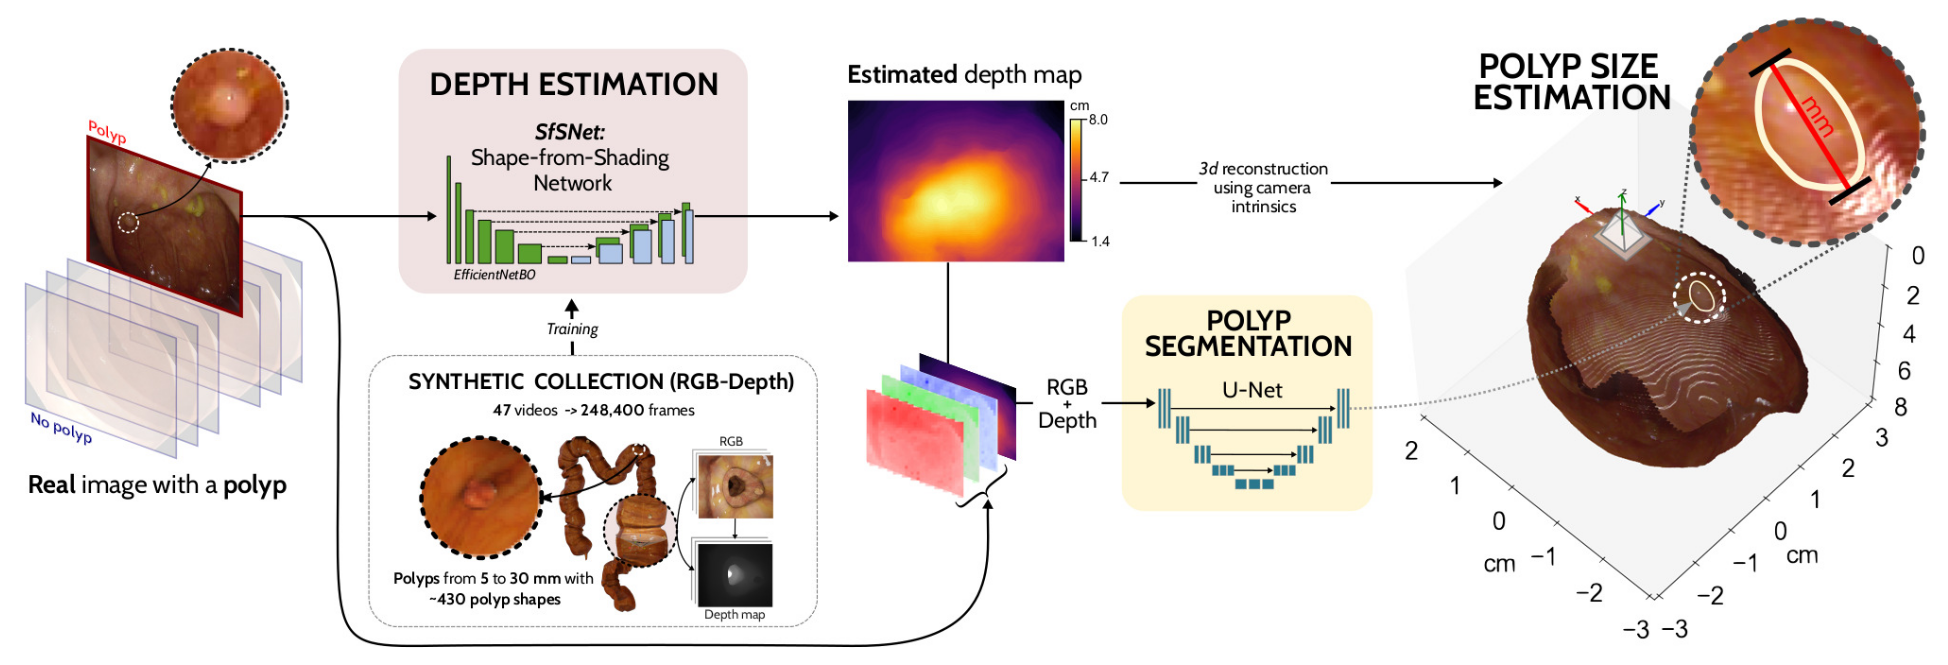 Polyp
No polyp
Real image with a polyp
DEPTH ESTIMATION
SfSNet:
Shape-from-Shading
Network
EfficientNetB0
Training
SYNTHETIC COLLECTION (RGB-Depth)
47 videos -> 248,400 frames
Polyps from 5 to 30 mm with
~430 polyp shapes
RGB
Depth map
Estimated depth map
cm
8.0
4.7
1.4
3d reconstruction
using camera
intrinsics
RGB
+
Depth
POLYP
SEGMENTATION
U-Net
POLYP SIZE
ESTIMATION
mm
x
z
y
0
2
4
6
8
3
2
1
0
−1
−2
−3
cm
2
1
0
−1
−2
−3
cm